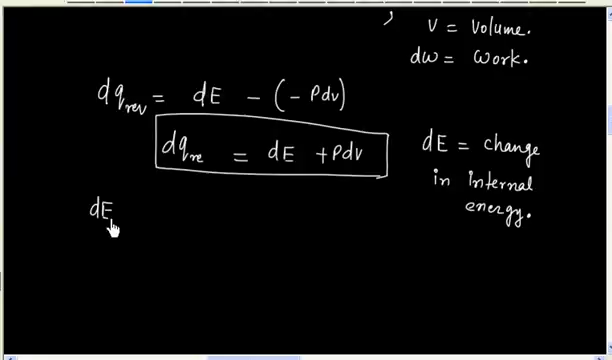 V = Volume.
dw = Work.
dq_rev = dE - (- Pdv)
dq_re = dE + Pdv
dE = change
in internal
energy.
dE